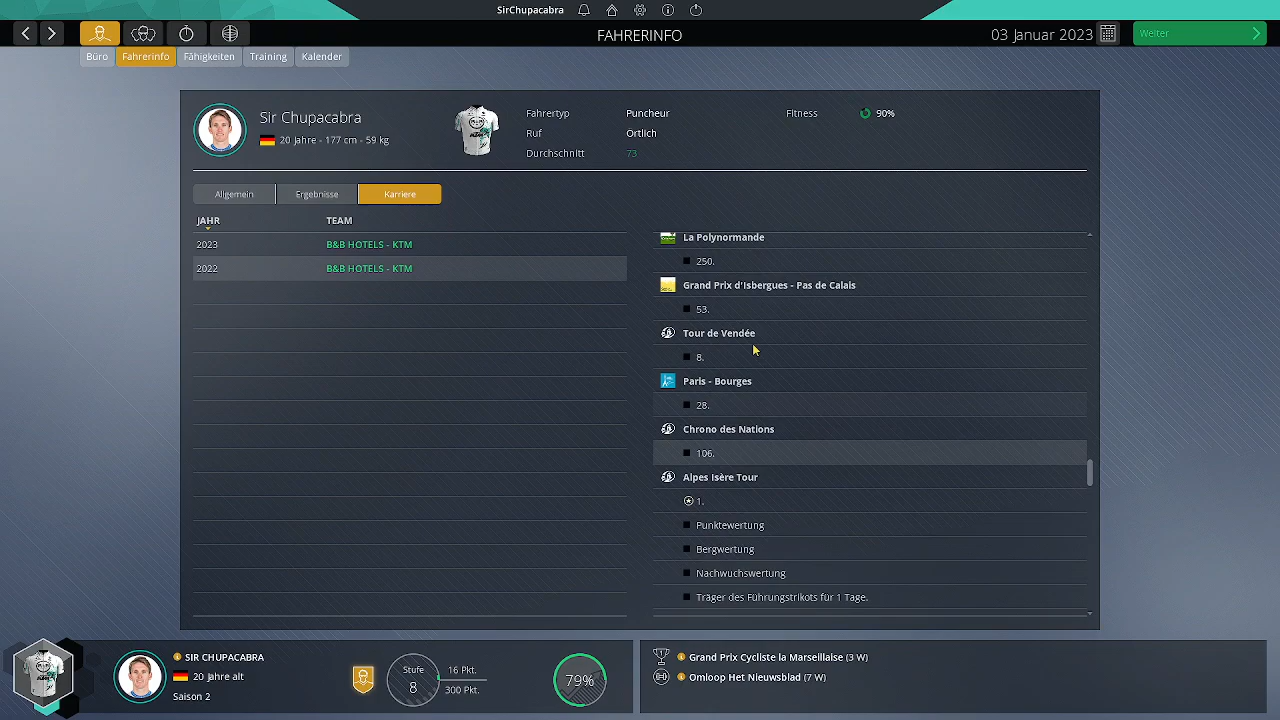 SirChupacabra
FAHRERINFO
03 Januar 2023
Weiter
Büro
Fahrerinfo
Fähigkeiten
Training
Kalender
Sir Chupacabra
20 Jahre - 177 cm - 59 kg
Fahrertyp Puncheur
Ruf Örtlich
Durchschnitt 73
Fitness 90%
Allgemein
Ergebnisse
Karriere
JAHR TEAM
2023 B&B HOTELS - KTM
2022 B&B HOTELS - KTM
La Polynormande
250.
Grand Prix d'Isbergues - Pas de Calais
53.
Tour de Vendée
8.
Paris - Bourges
28.
Chrono des Nations
106.
Alpes Isère Tour
1.
Punktewertung
Bergwertung
Nachwuchswertung
Träger des Führungstrikots für 1 Tage.
SIR CHUPACABRA
20 Jahre alt
Saison 2
Stufe
8
16 Pkt.
300 Pkt.
79%
Grand Prix Cycliste la Marseillaise (3 W)
Omloop Het Nieuwsblad (7 W)